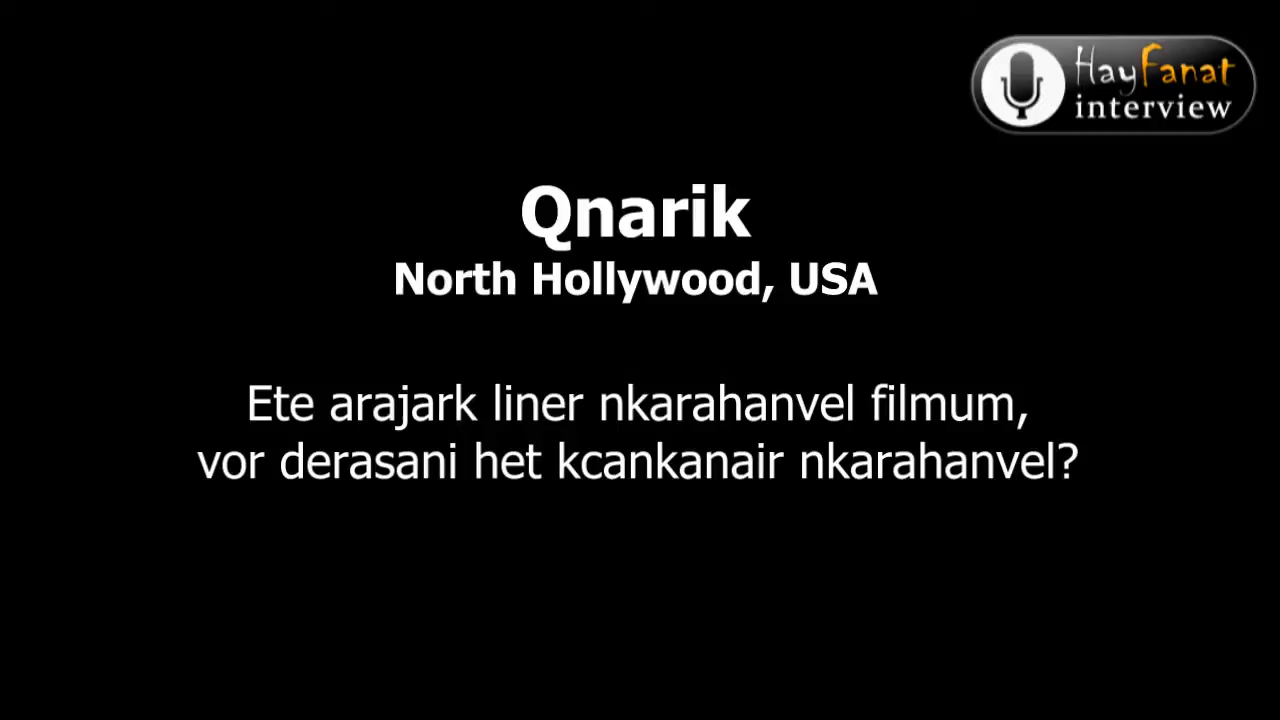 HayFanat
interview
Qnarik
North Hollywood, USA
Ete arajark liner nkarahanvel filmum,
vor derasani het kcankanair nkarahanvel?